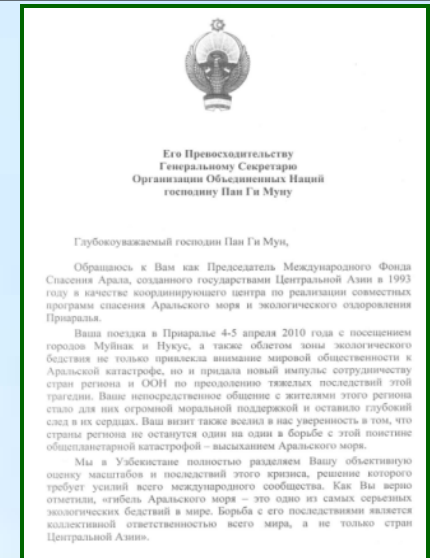 Его Превосходительству
Генеральному Секретарю
Организации Объединенных Наций
господину Пан Ги Муну
Глубокоуважаемый господин Пан Ги Мун,
Обращаюсь к Вам как Председатель Международного Фонда
Спасения Арала, созданного государствами Центральной Азии в 1993
году в качестве координирующего центра по реализации совместных
программ спасения Аральского моря и экологического оздоровления
Приаралья.
Ваша поездка в Приаралье 4-5 апреля 2010 года с посещением
городов Муйнак и Нукус, а также облетом зоны экологического
бедствия не только привлекла внимание мировой общественности к
Аральской катастрофе, но и придала новый импульс сотрудничеству
стран региона и ООН по преодолению тяжелых последствий этой
трагедии. Ваше непосредственное общение с жителями этого региона
стало для них огромной моральной поддержкой и оставило глубокий
след в их сердцах. Ваш визит также вселил в нас уверенность в том, что
страны региона не останутся один на один в борьбе с этой поистине
общепланетарной катастрофой – высыханием Аральского моря.
Мы в Узбекистане полностью разделяем Вашу объективную
оценку масштабов и последствий этого кризиса, решение которого
требует усилий всего международного сообщества. Как Вы верно
отметили, «гибель Аральского моря – это одно из самых серьезных
экологических бедствий в мире. Борьба с его последствиями является
коллективной ответственностью всего мира, а не только стран
Центральной Азии».